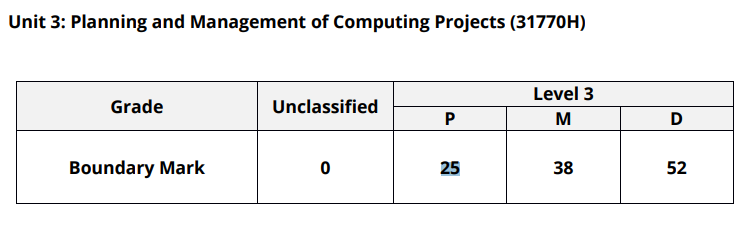 Unit 3: Planning and Management of Computing Projects (31770H)
Grade Unclassified Level 3
P M D
Boundary Mark 0 25 38 52